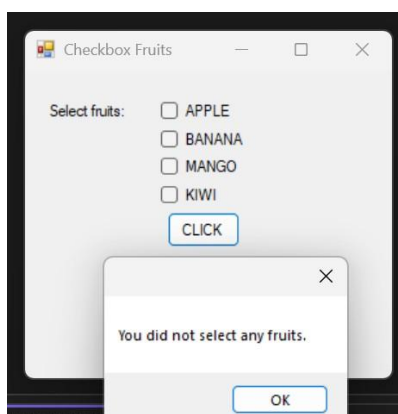 Checkbox Fruits
Select fruits:
APPLE
BANANA
MANGO
KIWI
CLICK
You did not select any fruits.
OK